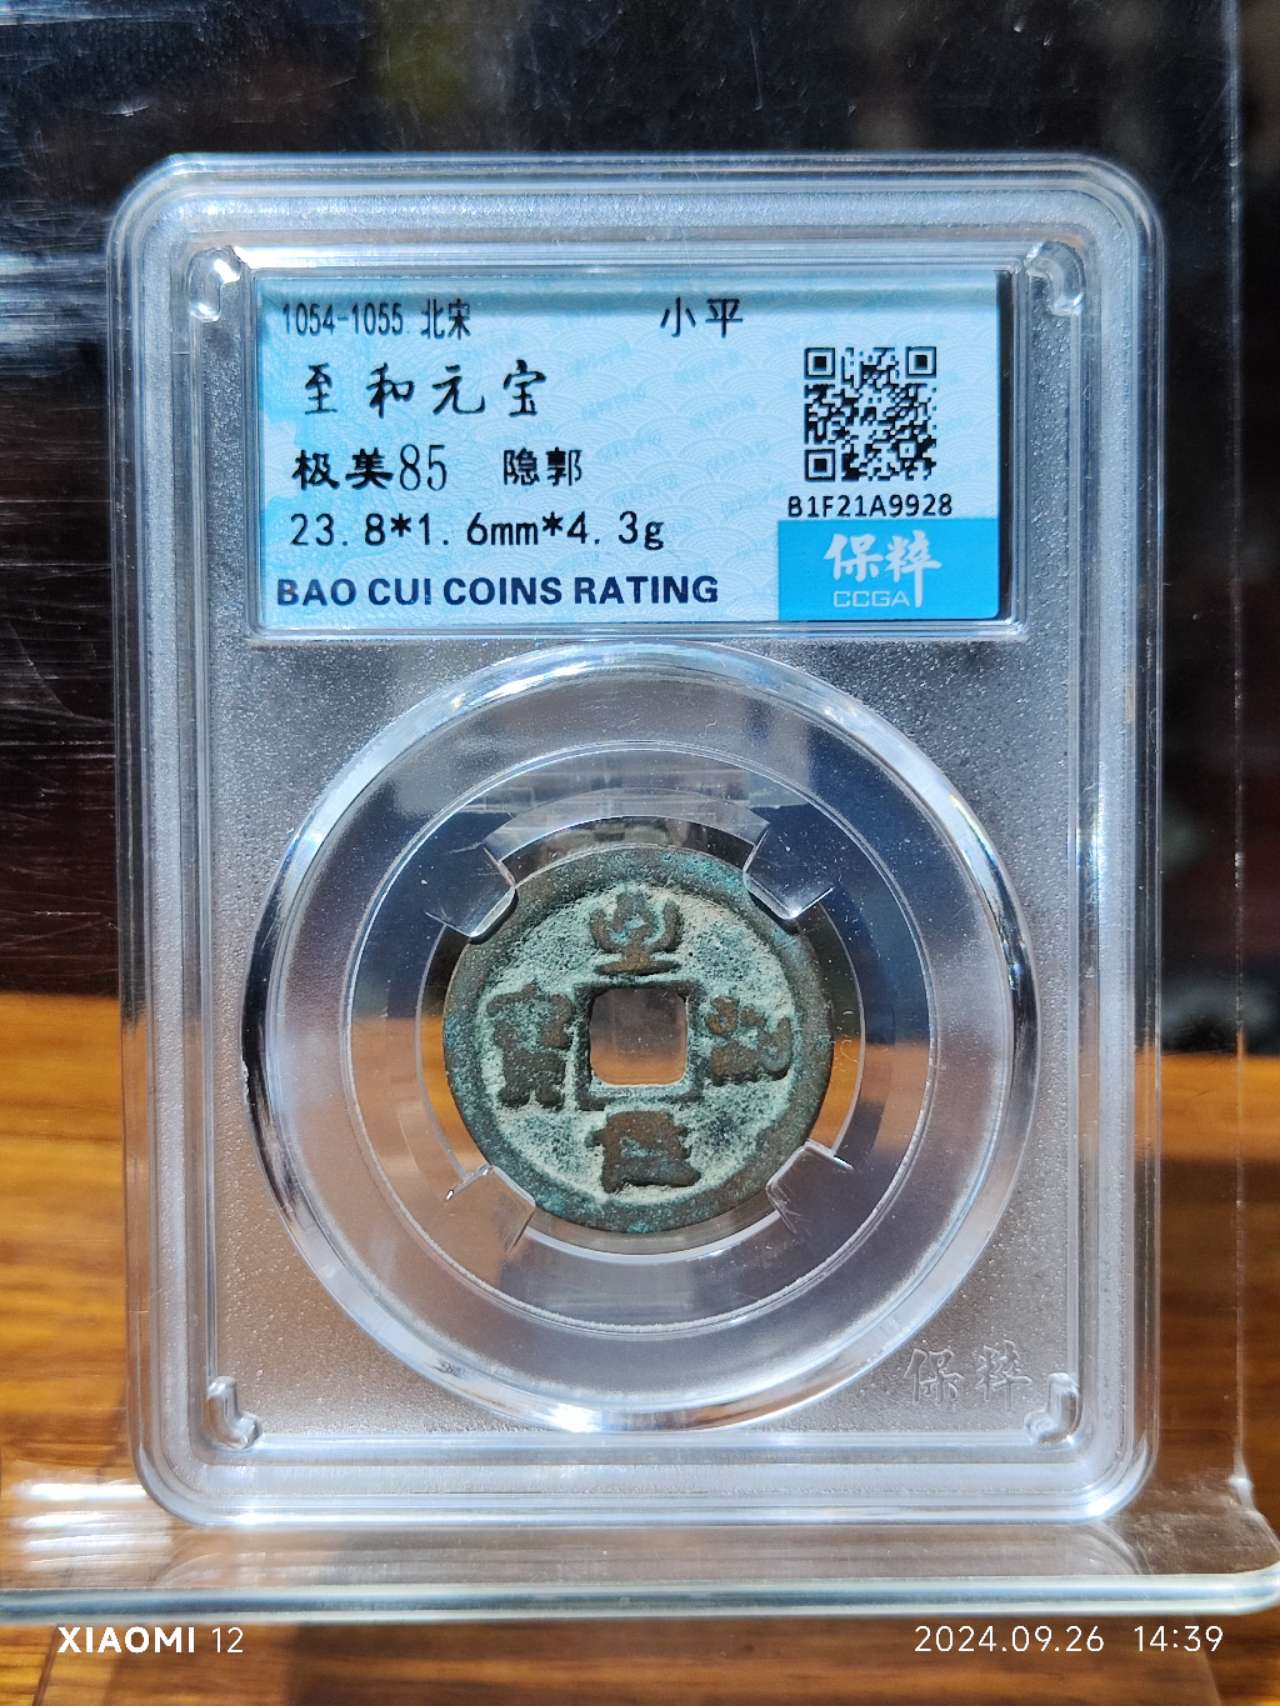 1054-1055 北宋 小平
至和元宝
极美85 隐郭
B1F21A9928
23.8*1.6mm*4.3g
保粹
CCGA
BAO CUI COINS RATING
至和元寶
保粹
XIAOMI 12
2024.09.26 14:39